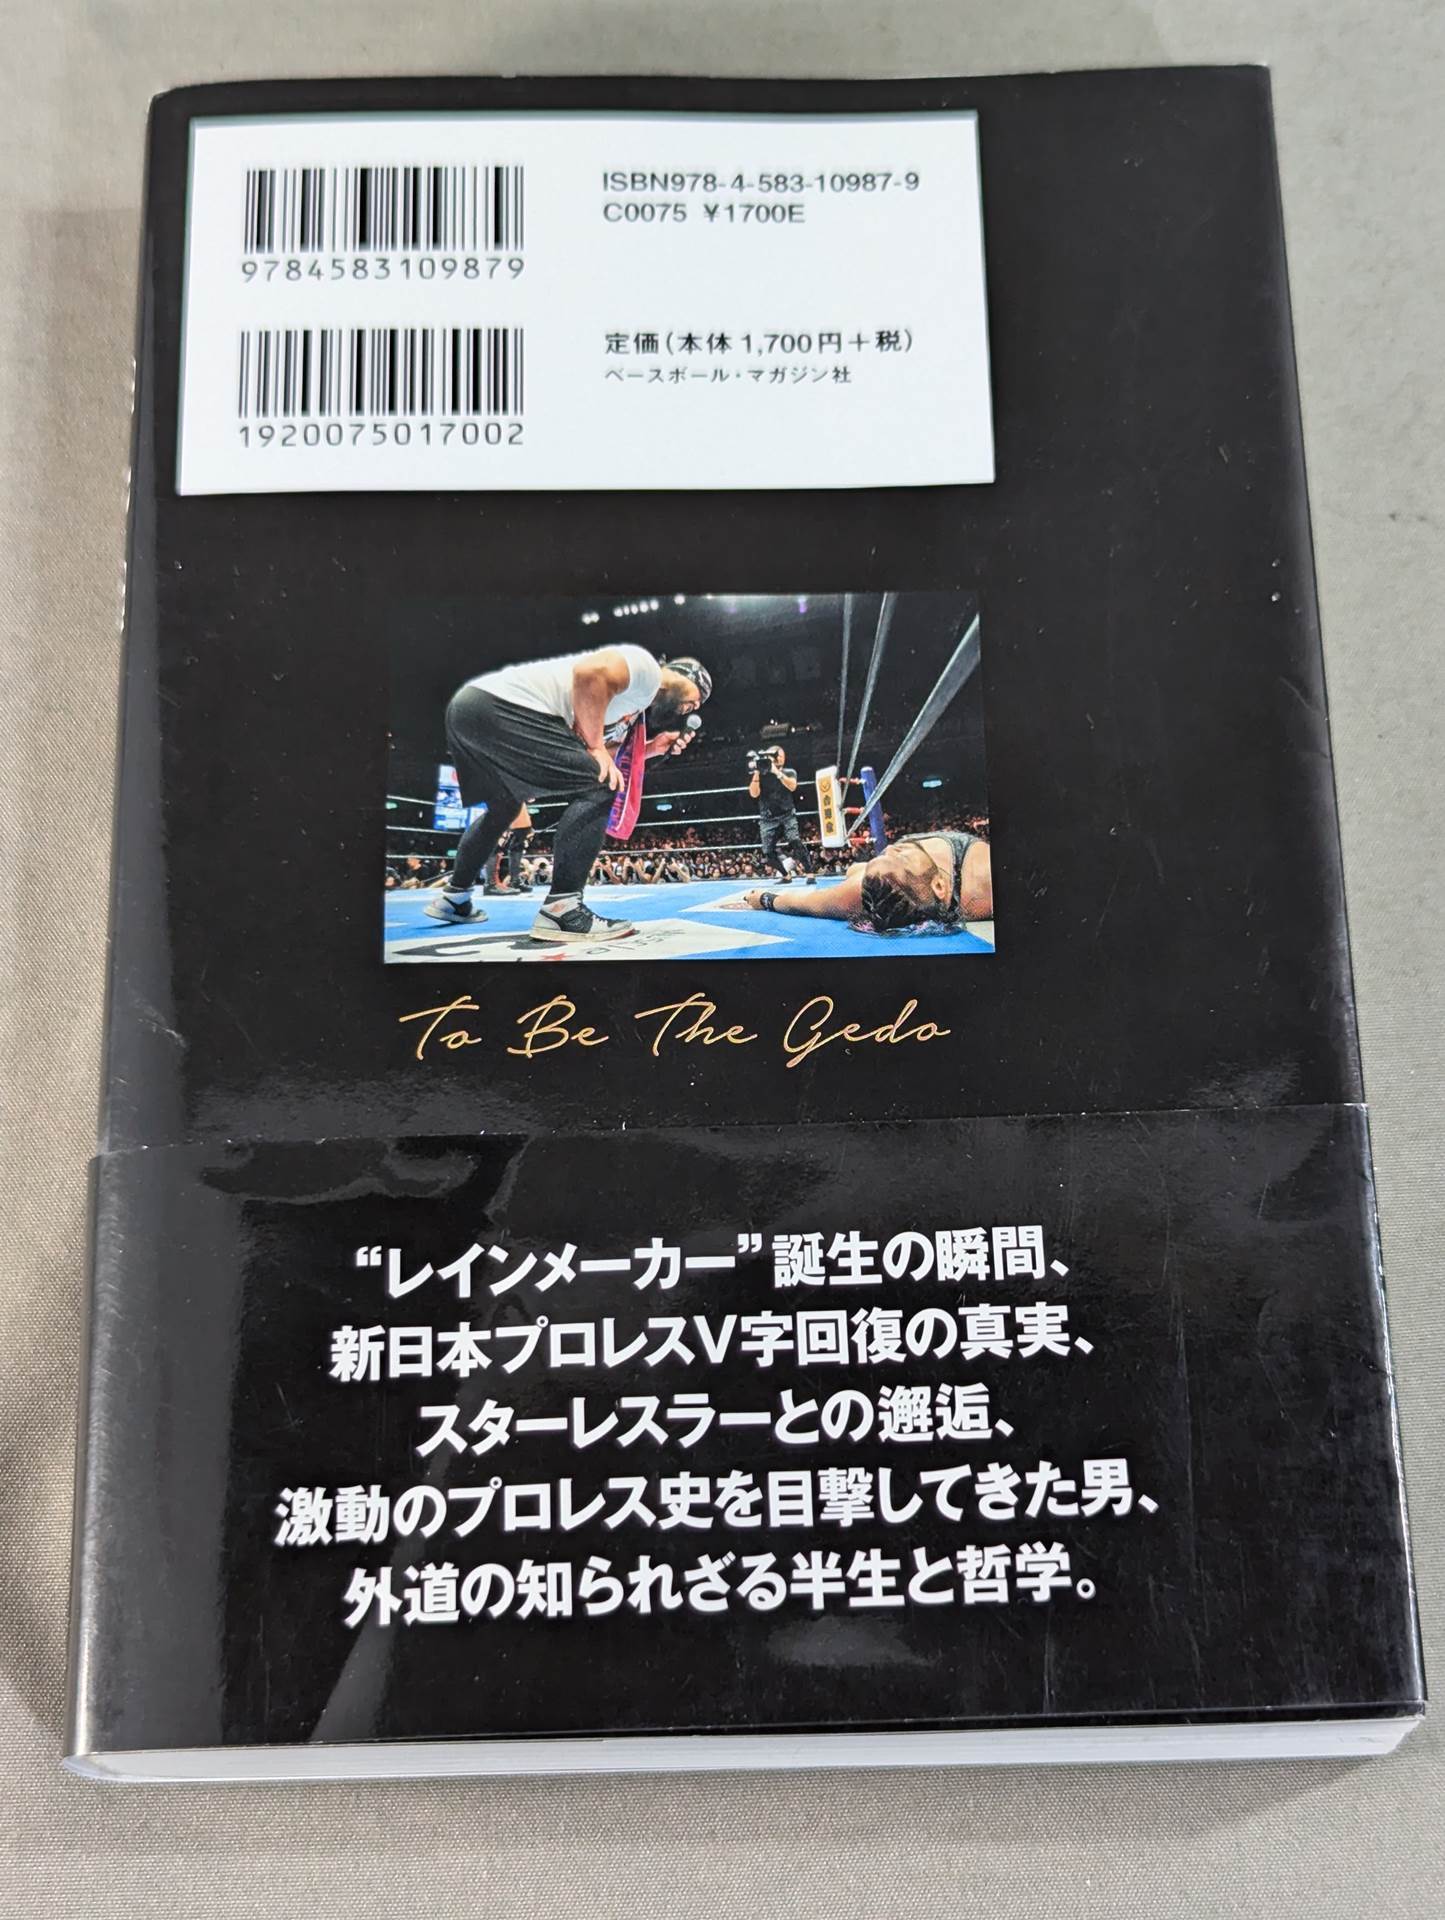 ISBN978-4-583-10987-9
C0075 ¥1700E
9784583109879
定価(本体1,700円+税)
ベースボール・マガジン社
1920075017002
To Be The Gedo
“レインメーカー”誕生の瞬間、
新日本プロレスV字回復の真実、
スターレスラーとの邂逅、
激動のプロレス史を目撃してきた男、
外道の知られざる半生と哲学。